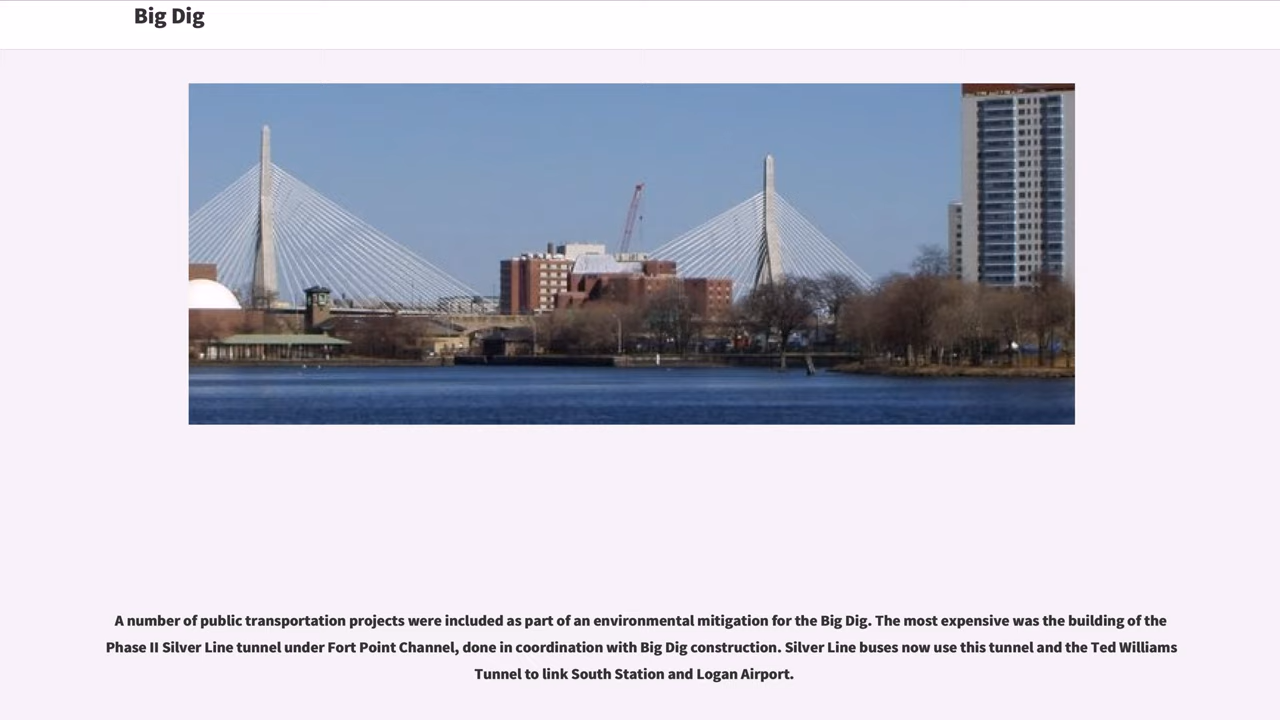 Big Dig
A number of public transportation projects were included as part of an environmental mitigation for the Big Dig. The most expensive was the building of the
Phase II Silver Line tunnel under Fort Point Channel, done in coordination with Big Dig construction. Silver Line buses now use this tunnel and the Ted Williams
Tunnel to link South Station and Logan Airport.